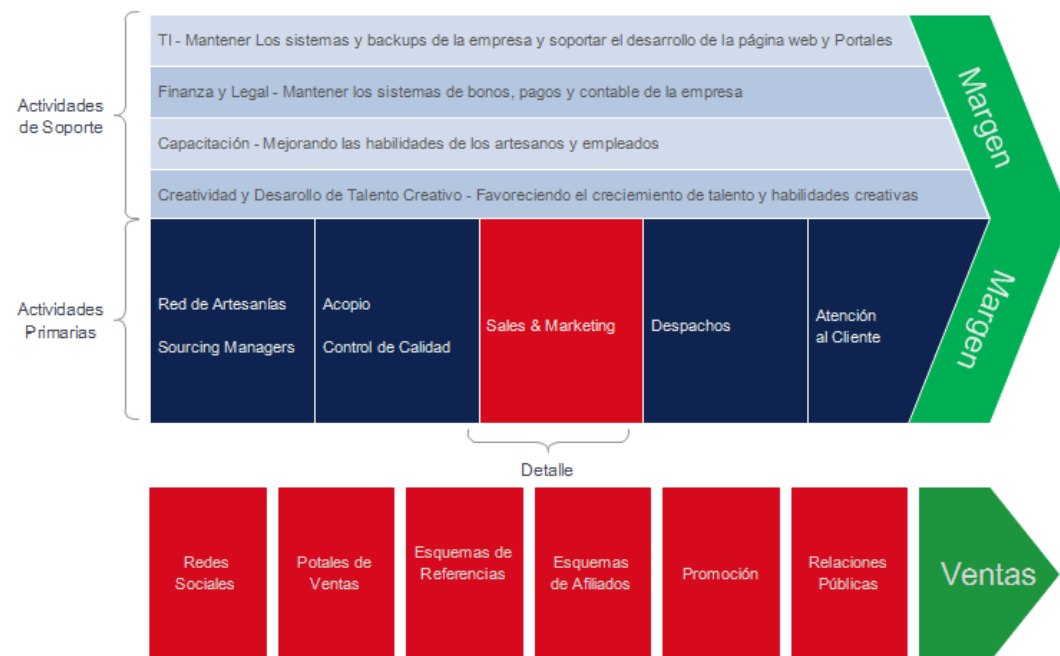 TI - Mantener Los sistemas y backups de la empresa y soportar el desarrollo de la página web y Portales
Finanza y Legal - Mantener los sistemas de bonos, pagos y contable de la empresa
Actividades
de Soporte
Capacitación - Mejorando las habilidades de los artesanos y empleados
Creatividad y Desarollo de Talento Creativo - Favoreciendo el creciemiento de talento y habilidades creativas
Margen
Actividades
Primarias
Red de Artesanías
Sourcing Managers
Acopio
Control de Calidad
Sales & Marketing
Despachos
Atención
al Cliente
Margen
Detalle
Redes
Sociales
Potales de
Ventas
Esquemas de
Referencias
Esquemas
de Afiliados
Promoción
Relaciones
Públicas
Ventas